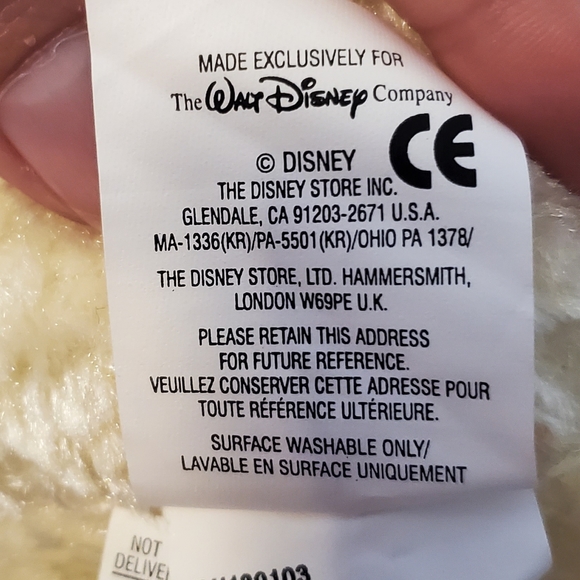 MADE EXCLUSIVELY FOR
The WALT DISNEY Company
CE
© DISNEY
THE DISNEY STORE INC.
GLENDALE, CA 91203-2671 U.S.A.
MA-1336(KR)/PA-5501(KR)/OHIO PA 1378/
THE DISNEY STORE, LTD. HAMMERSMITH,
LONDON W69PE U.K.
PLEASE RETAIN THIS ADDRESS
FOR FUTURE REFERENCE.
VEUILLEZ CONSERVER CETTE ADRESSE POUR
TOUTE RÉFÉRENCE ULTÉRIEURE.
SURFACE WASHABLE ONLY/
LAVABLE EN SURFACE UNIQUEMENT
NOT